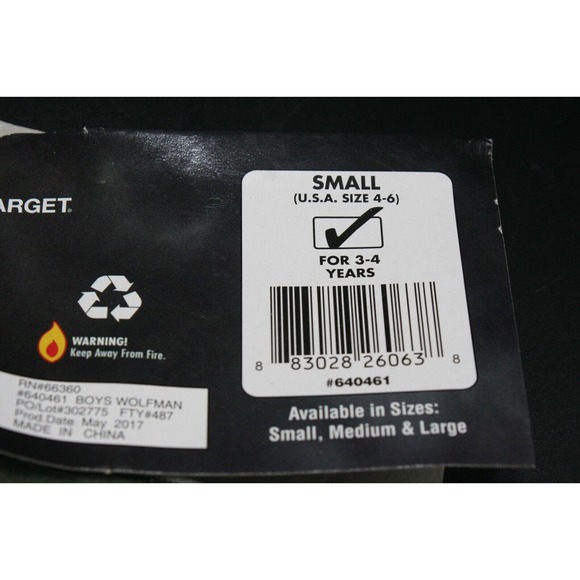 ARGET
WARNING!
Keep Away From Fire.
RN#66360
#640461 BOYS WOLFMAN
PO/Lot#302775 FTY#487
Prod.Date: May 2017
MADE IN CHINA
SMALL
(U.S.A. SIZE 4-6)
FOR 3-4
YEARS
8 83028 26063 8
#640461
Available in Sizes:
Small, Medium & Large